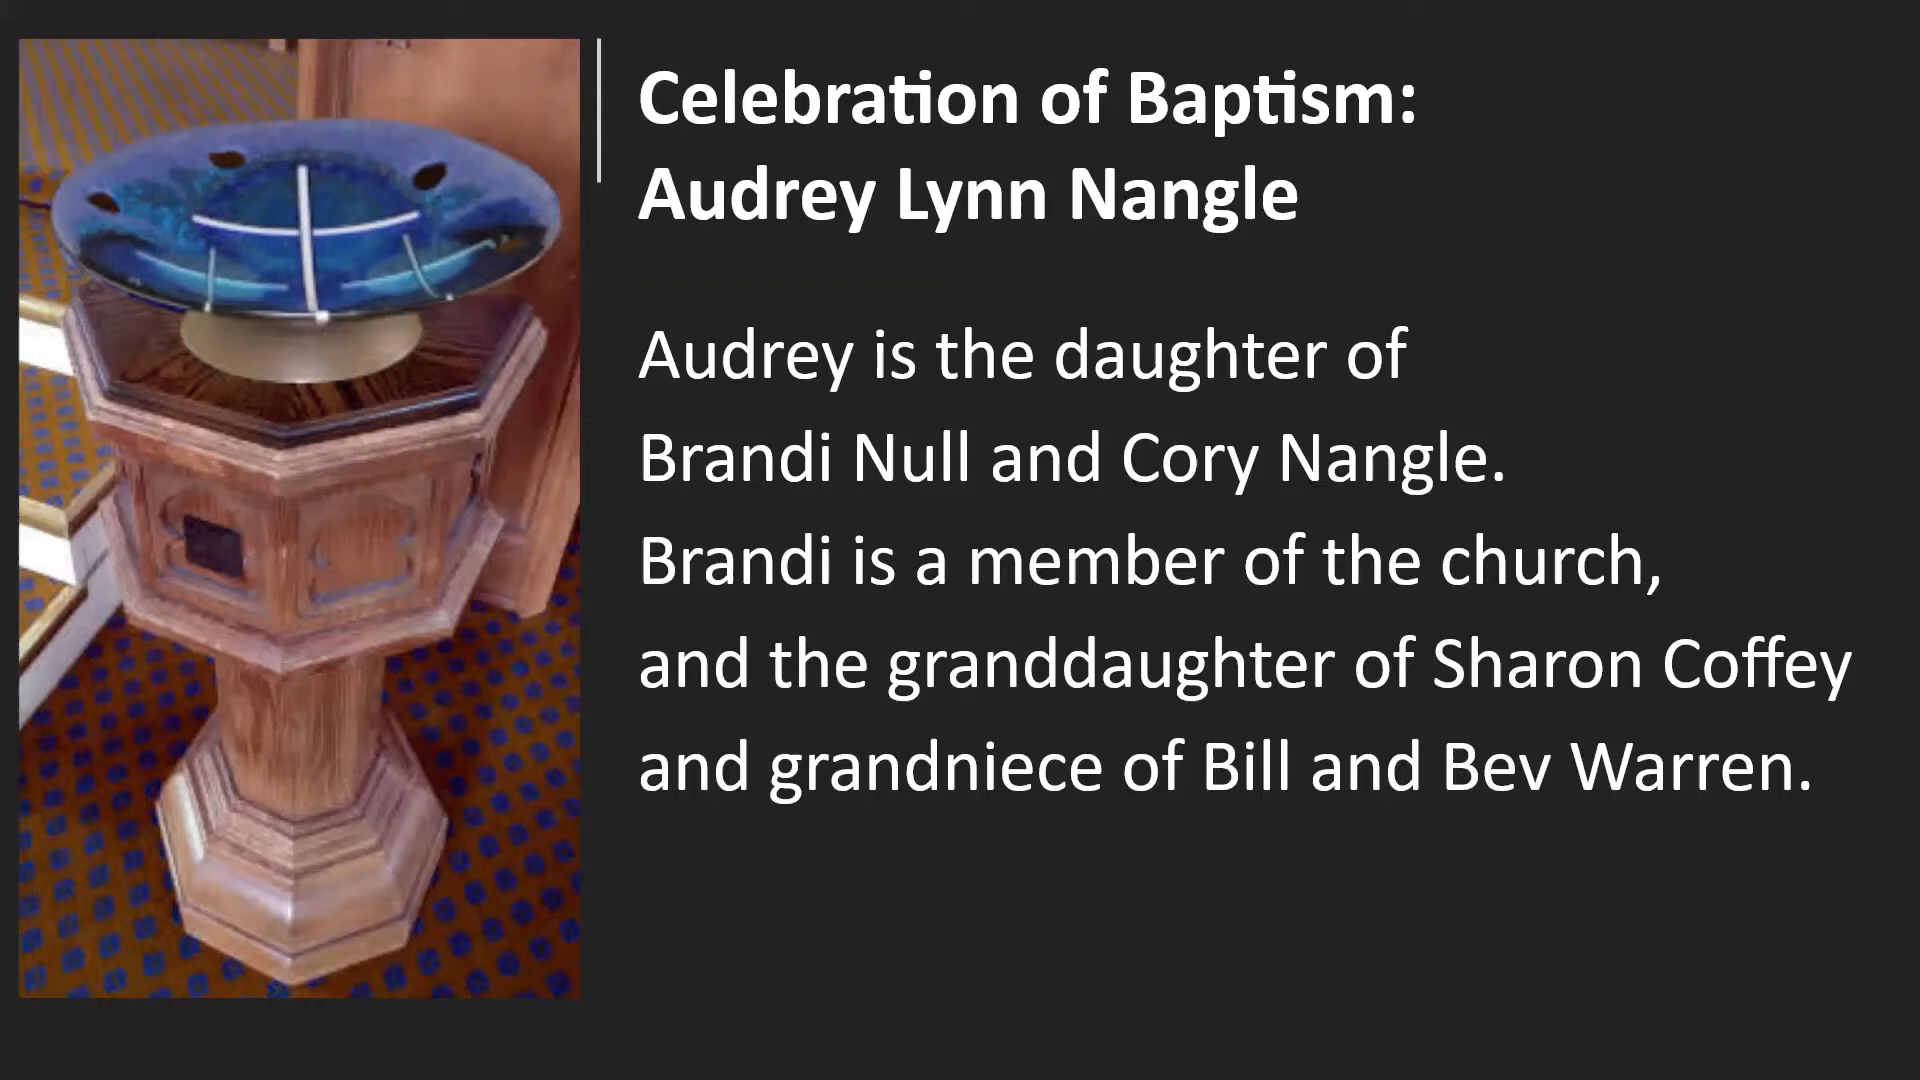 Celebration of Baptism:
Audrey Lynn Nangle
Audrey is the daughter of
Brandi Null and Cory Nangle.
Brandi is a member of the church,
and the granddaughter of Sharon Coffey
and grandniece of Bill and Bev Warren.